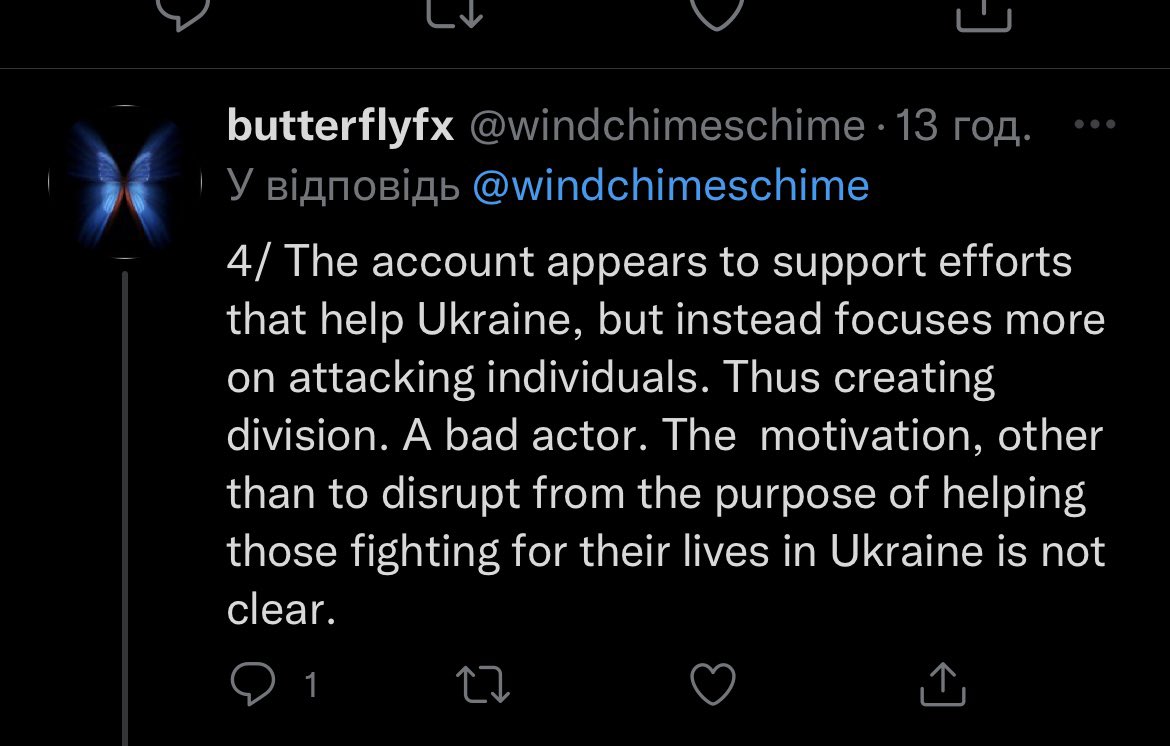 butterflyfx @windchimeschime · 13 год.
У відповідь @windchimeschime
4/ The account appears to support efforts
that help Ukraine, but instead focuses more
on attacking individuals. Thus creating
division. A bad actor. The  motivation, other
than to disrupt from the purpose of helping
those fighting for their lives in Ukraine is not
clear.
1